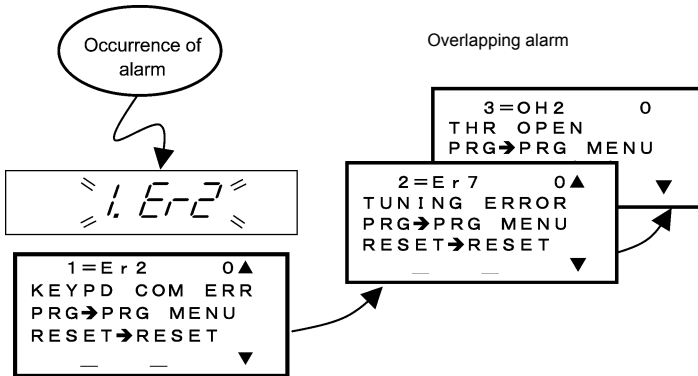 Occurrence of
alarm
Overlapping alarm
1.Er2
1=Er2 0▲
KEYPD COM ERR
PRG➔PRG MENU
RESET➔RESET
▼
2=Er7 0▲
TUNING ERROR
PRG➔PRG MENU
RESET➔RESET
▼
3=OH2 0
THR OPEN
PRG➔PRG MENU
▼